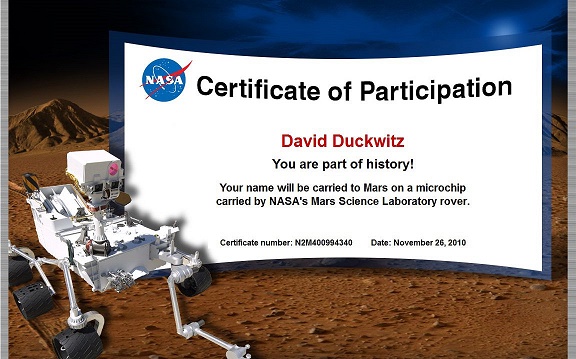 NASA
Certificate of Participation
David Duckwitz
You are part of history!
Your name will be carried to Mars on a microchip
carried by NASA's Mars Science Laboratory rover.
Certificate number: N2M400994340 Date: November 26, 2010